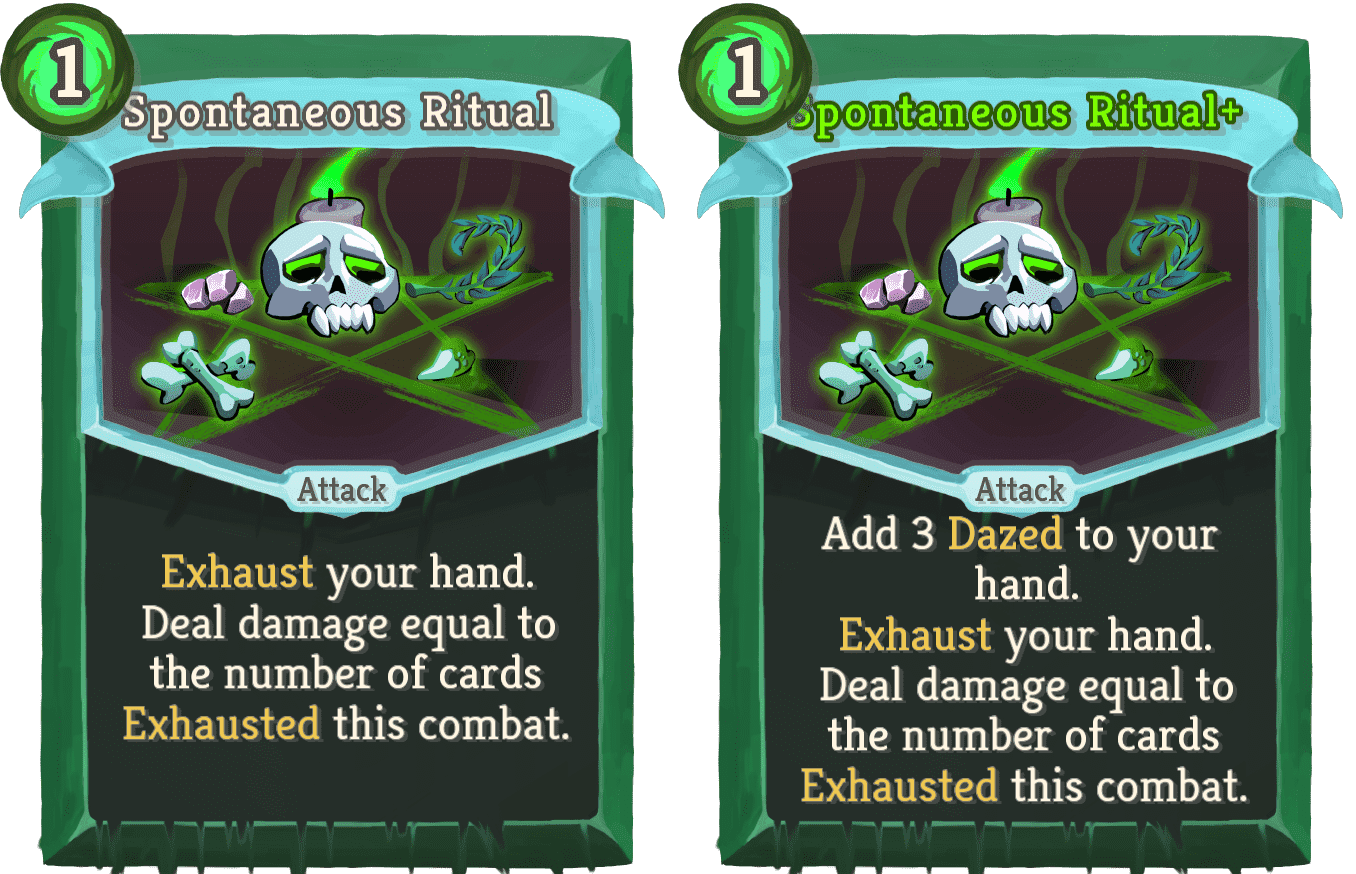 1
Spontaneous Ritual
Attack
Exhaust your hand.
Deal damage equal to
the number of cards
Exhausted this combat.
1
Spontaneous Ritual+
Attack
Add 3 Dazed to your
hand.
Exhaust your hand.
Deal damage equal to
the number of cards
Exhausted this combat.